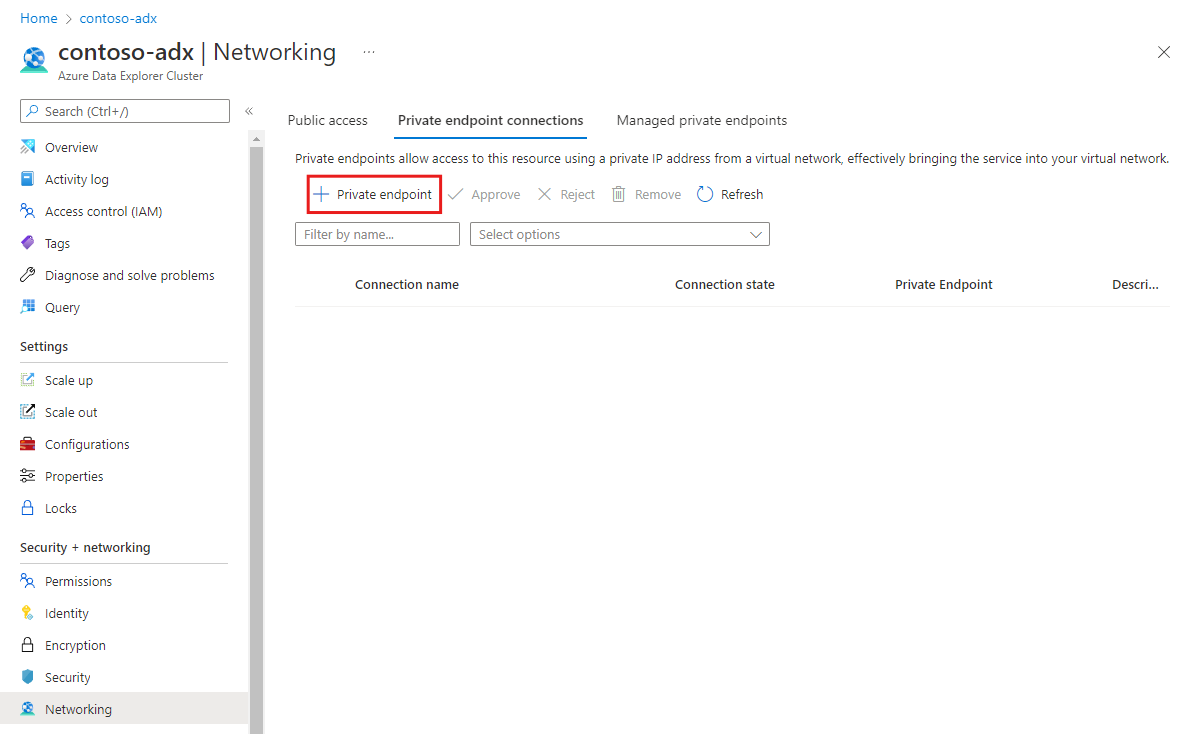 Home > contoso-adx
contoso-adx | Networking ...
Azure Data Explorer Cluster
Search (Ctrl+/)
«
Overview
Activity log
Access control (IAM)
Tags
Diagnose and solve problems
Query
Settings
Scale up
Scale out
Configurations
Properties
Locks
Security + networking
Permissions
Identity
Encryption
Security
Networking
Public access Private endpoint connections Managed private endpoints
Private endpoints allow access to this resource using a private IP address from a virtual network, effectively bringing the service into your virtual network.
+ Private endpoint Approve Reject Remove Refresh
Filter by name... Select options
Connection name Connection state Private Endpoint Descri...